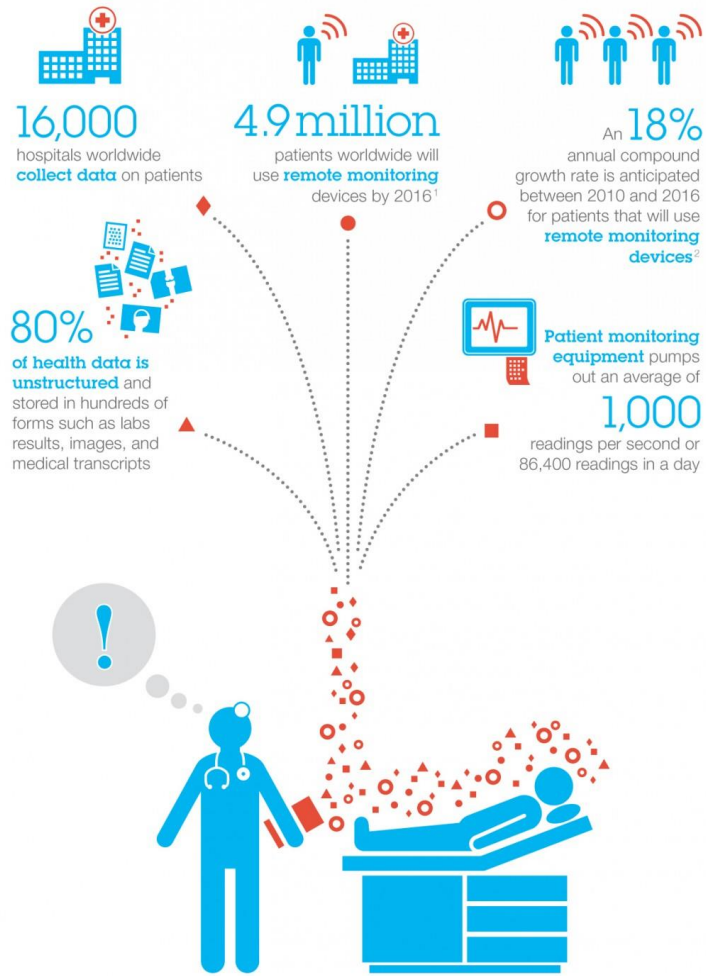 16,000
hospitals worldwide
collect data on patients
4.9 million
patients worldwide will
use remote monitoring
devices by 2016¹
An 18%
annual compound
growth rate is anticipated
between 2010 and 2016
for patients that will use
remote monitoring
devices²
80%
of health data is
unstructured and
stored in hundreds of
forms such as labs
results, images, and
medical transcripts
Patient monitoring
equipment pumps
out an average of
1,000
readings per second or
86,400 readings in a day
!